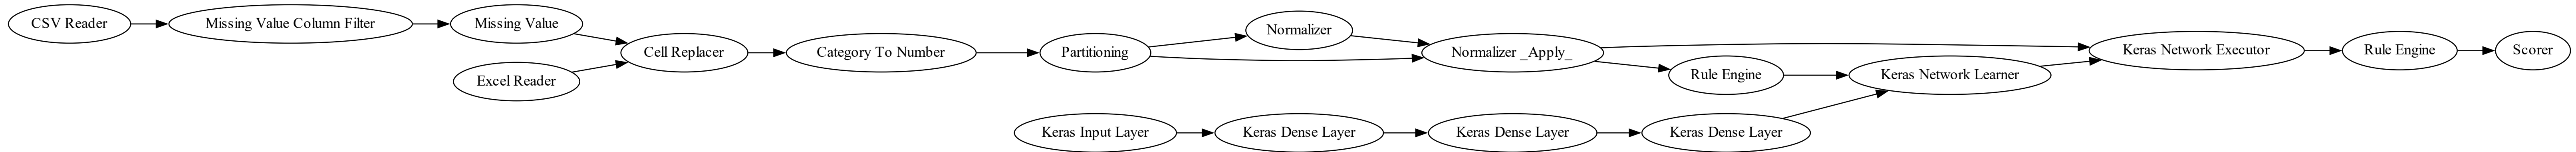 CSV Reader
Missing Value Column Filter
Missing Value
Excel Reader
Cell Replacer
Category To Number
Partitioning
Normalizer
Normalizer _Apply_
Rule Engine
Keras Input Layer
Keras Dense Layer
Keras Dense Layer
Keras Dense Layer
Keras Network Learner
Keras Network Executor
Rule Engine
Scorer